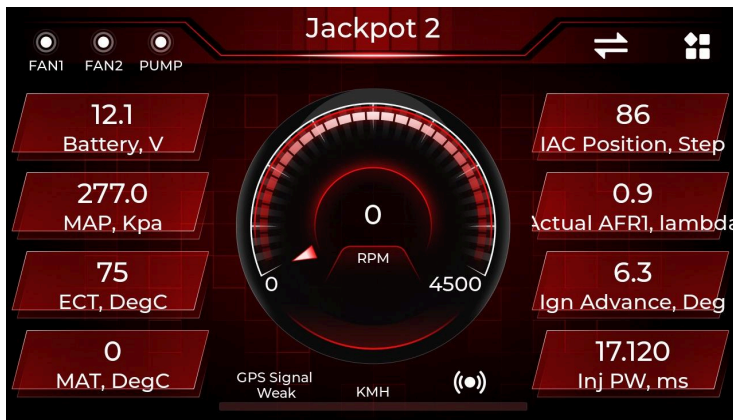 Jackpot 2
FAN1 FAN2 PUMP
12.1
Battery, V
277.0
MAP, Kpa
75
ECT, DegC
0
MAT, DegC
0
RPM
0 4500
GPS Signal
Weak
KMH
86
IAC Position, Step
0.9
Actual AFR1, lambda
6.3
Ign Advance, Deg
17.120
Inj PW, ms